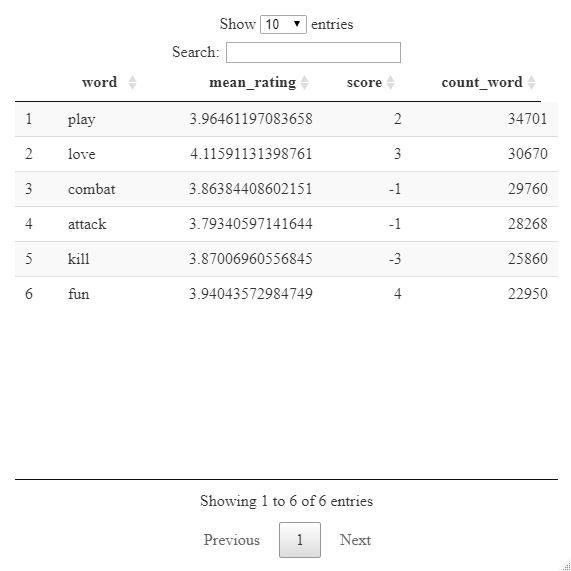 Show 10 entries
Search:
word mean_rating score count_word
1 play 3.96461197083658 2 34701
2 love 4.11591131398761 3 30670
3 combat 3.86384408602151 -1 29760
4 attack 3.79340597141644 -1 28268
5 kill 3.87006960556845 -3 25860
6 fun 3.94043572984749 4 22950
Showing 1 to 6 of 6 entries
Previous 1 Next